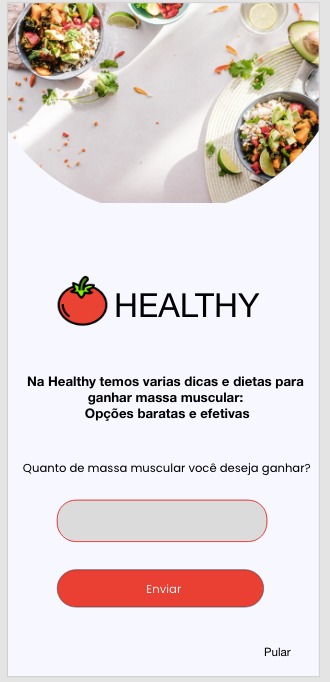 HEALTHY
Na Healthy temos varias dicas e dietas para
ganhar massa muscular:
Opções baratas e efetivas
Quanto de massa muscular você deseja ganhar?
Enviar
Pular